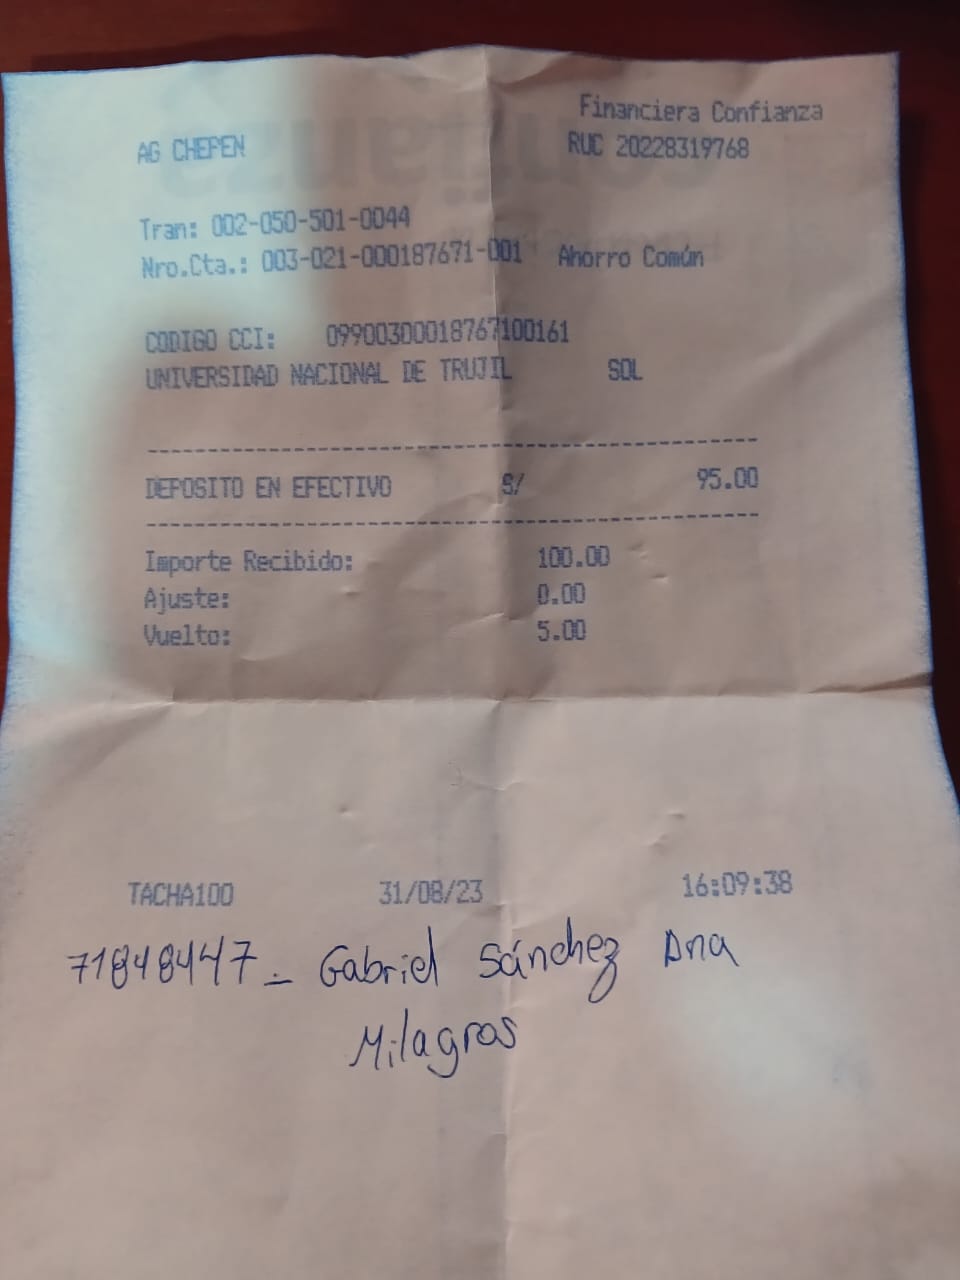 Financiera Confianza
AG CHEPEN RUC 20228319768
Tran: 002-050-501-0044
Nro.Cta.: 003-021-000187671-001 Ahorro Común
CODIGO CCI: 09900300018767100161
UNIVERSIDAD NACIONAL DE TRUJIL SOL
DEPOSITO EN EFECTIVO S/ 95.00
Importe Recibido: 100.00
Ajuste: 0.00
Vuelto: 5.00
TACHA100 31/08/23 16:09:38
71848447_ Gabriel Sánchez Ana
Milagros